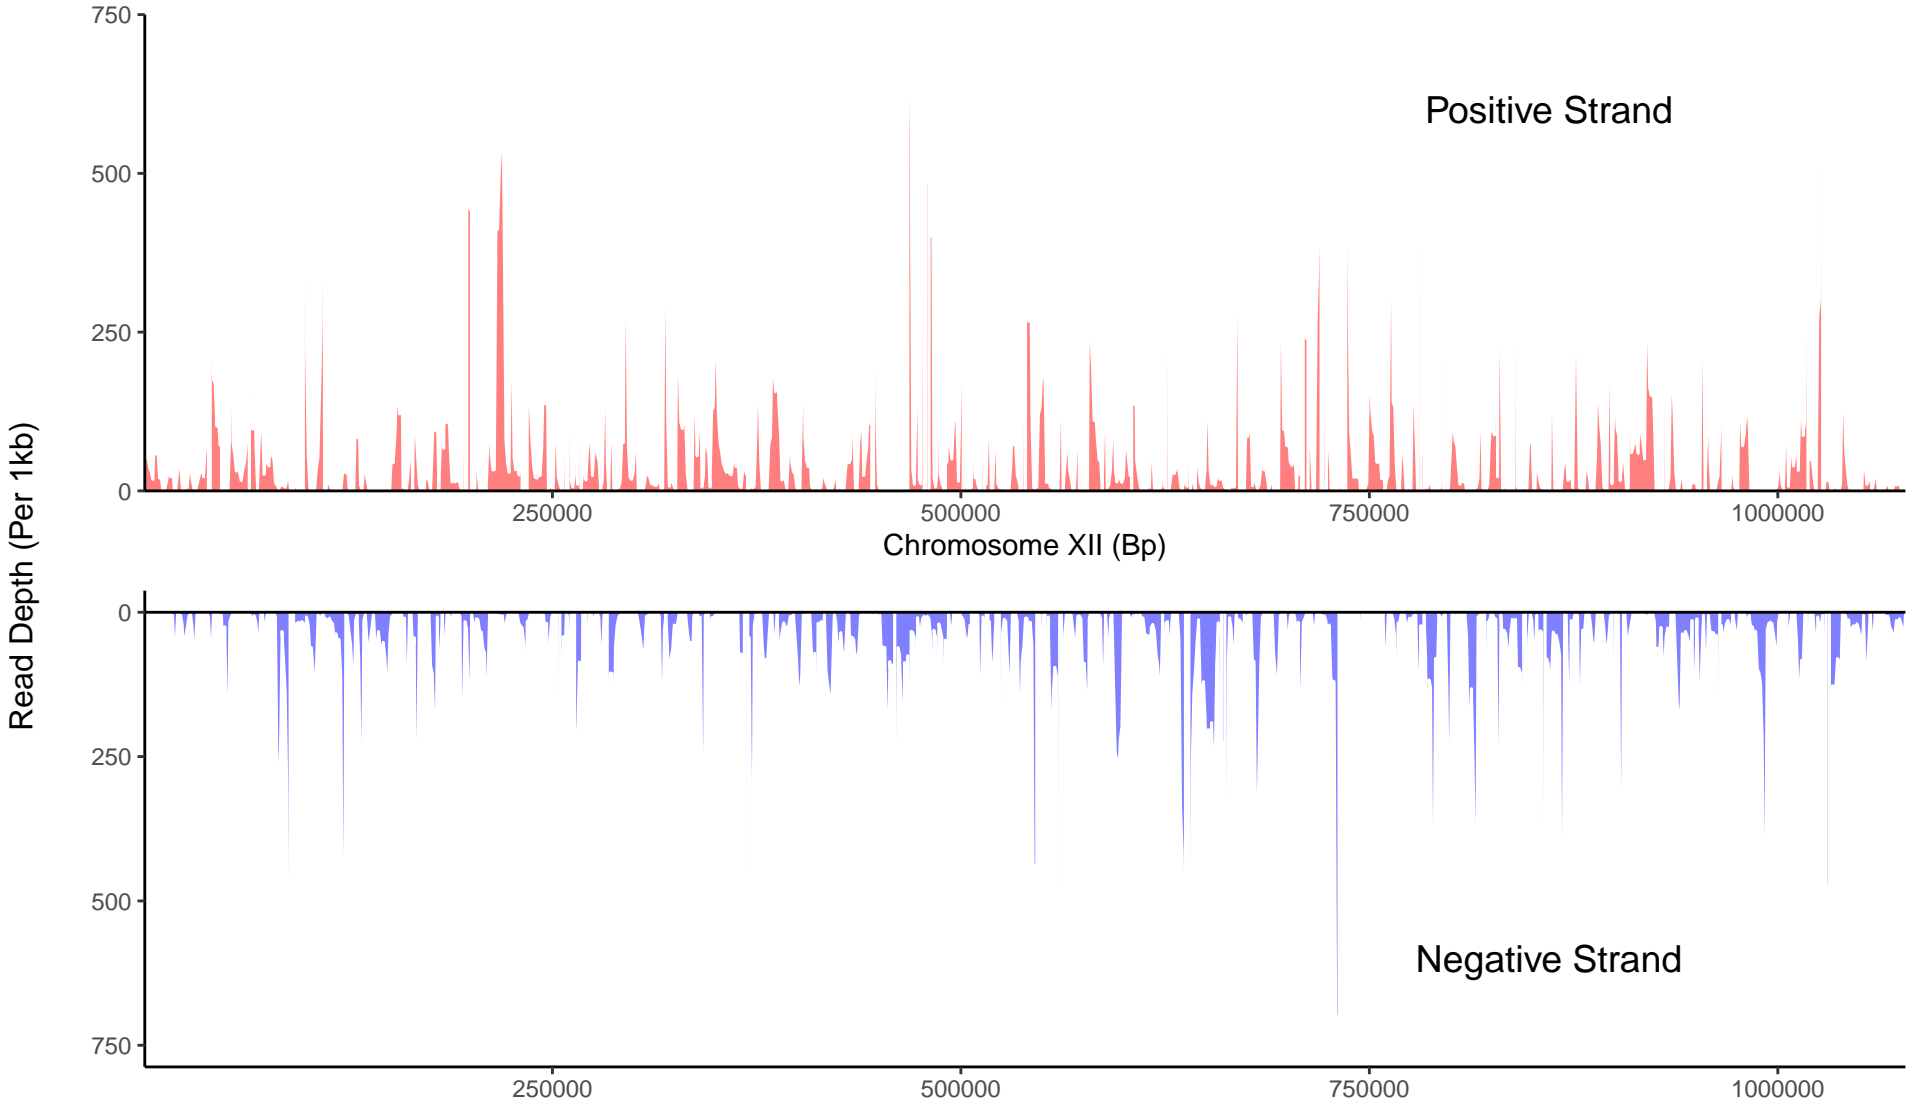 750
Positive Strand
500
250
0
250000 500000 750000 1000000
Chromosome XII (Bp)
Read Depth (Per 1kb)
0
250
500
Negative Strand
750
250000 500000 750000 1000000